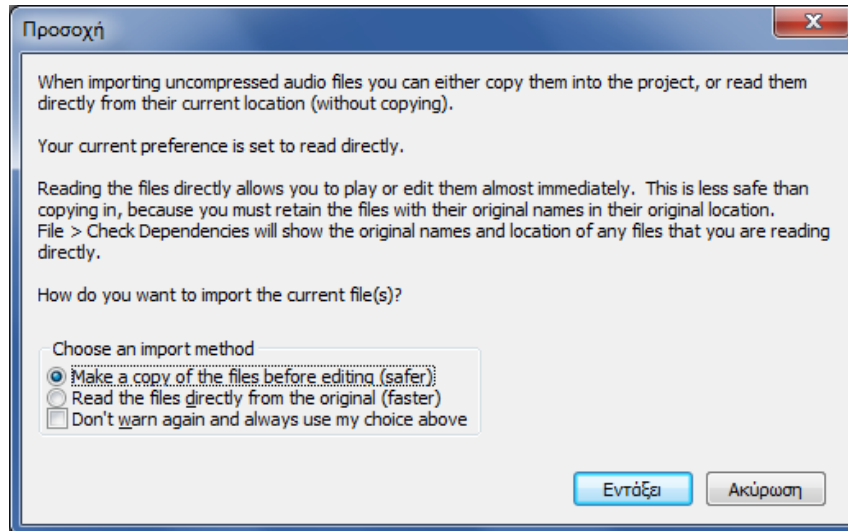 Προσοχή
When importing uncompressed audio files you can either copy them into the project, or read them
directly from their current location (without copying).
Your current preference is set to read directly.
Reading the files directly allows you to play or edit them almost immediately.  This is less safe than
copying in, because you must retain the files with their original names in their original location.
File > Check Dependencies will show the original names and location of any files that you are reading
directly.
How do you want to import the current file(s)?
Choose an import method
Make a copy of the files before editing (safer)
Read the files directly from the original (faster)
Don't warn again and always use my choice above
Εντάξει Ακύρωση